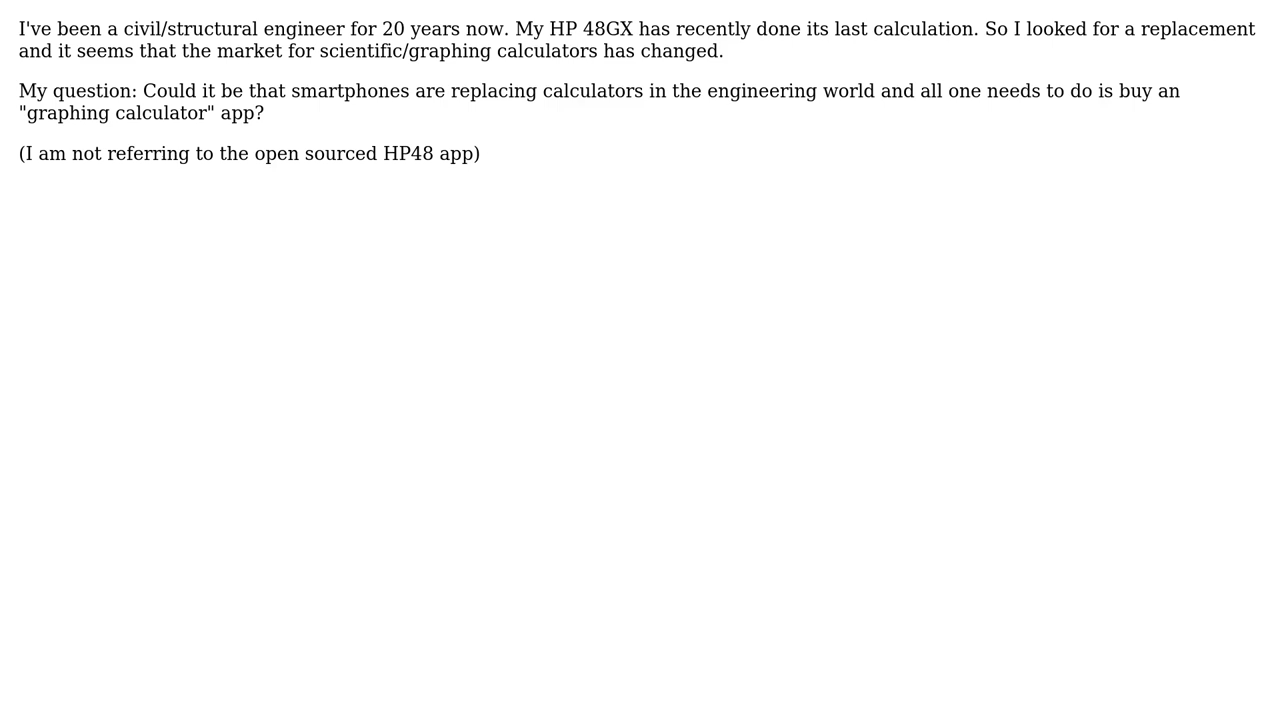 I've been a civil/structural engineer for 20 years now. My HP 48GX has recently done its last calculation. So I looked for a replacement
and it seems that the market for scientific/graphing calculators has changed.
My question: Could it be that smartphones are replacing calculators in the engineering world and all one needs to do is buy an
"graphing calculator" app?
(I am not referring to the open sourced HP48 app)